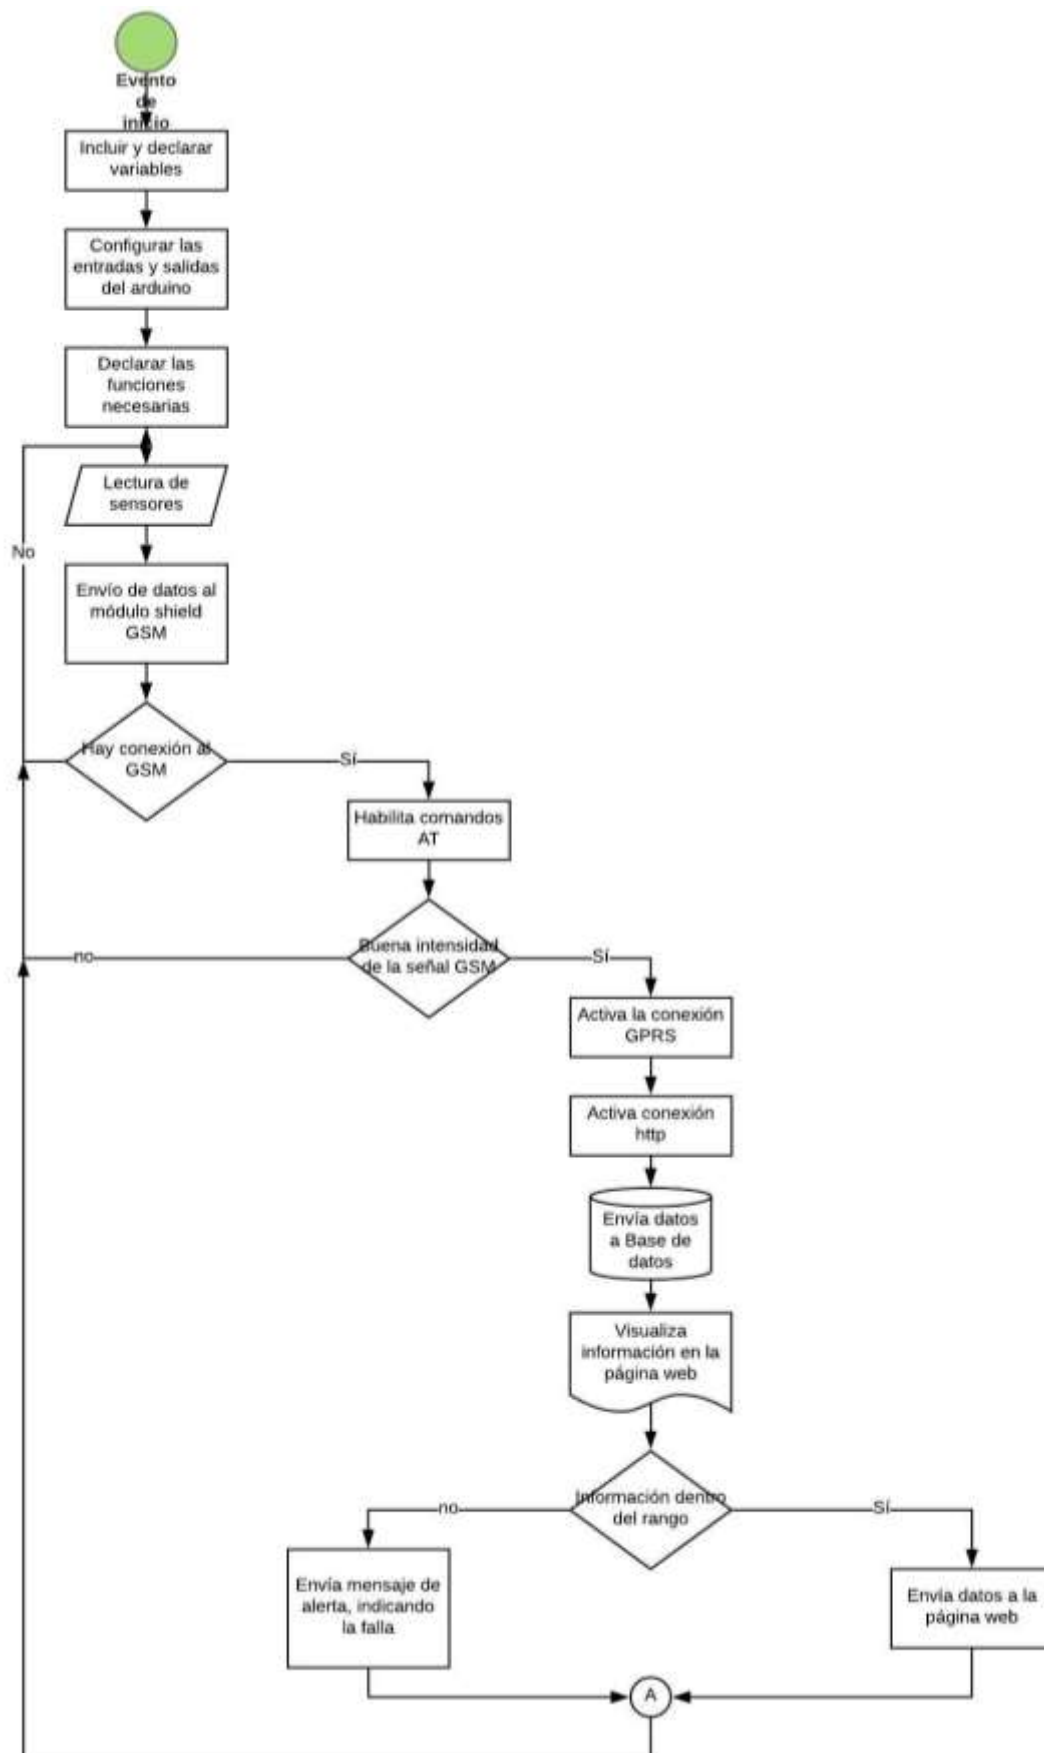 Evento
de
inicio
Incluir y declarar
variables
Configurar las
entradas y salidas
del arduino
Declarar las
funciones
necesarias
Lectura de
sensores
No
Envío de datos al
módulo shield
GSM
Hay conexión al
GSM
Sí
Habilita comandos
AT
Buena intensidad
de la señal GSM
no
Sí
Activa la conexión
GPRS
Activa conexión
http
Envía datos
a Base de
datos
Visualiza
información en la
página web
Información dentro
del rango
no
Sí
Envía mensaje de
alerta, indicando
la falla
Envía datos a la
página web
A